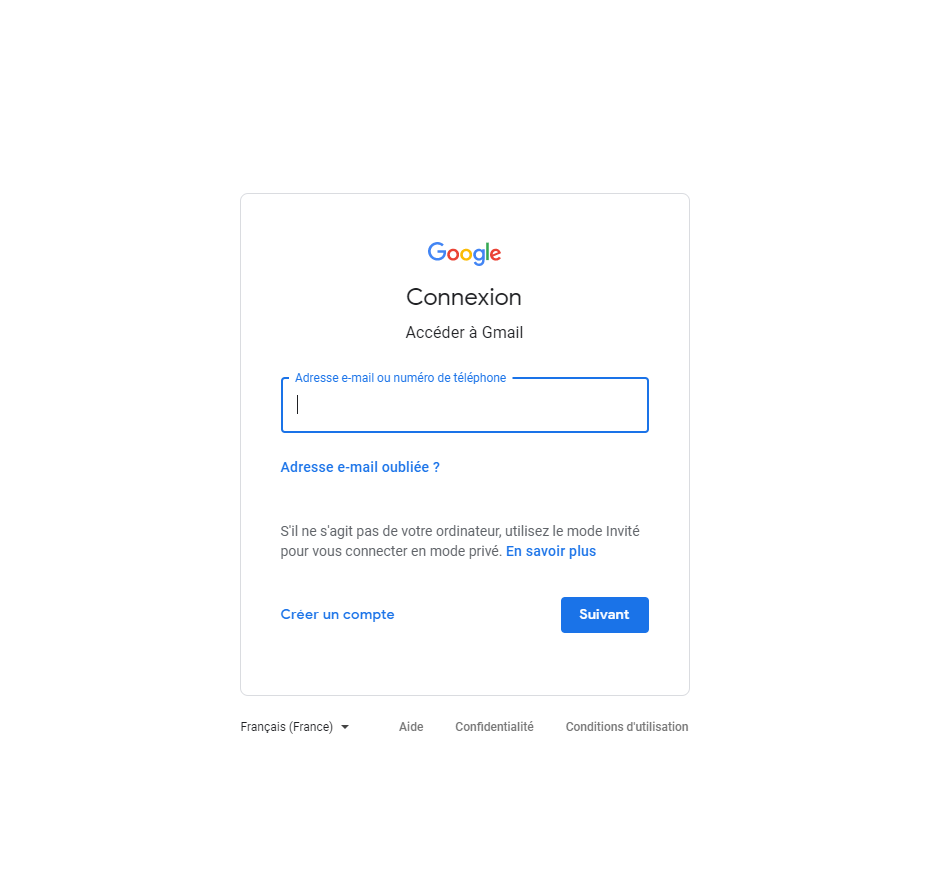 Google
Connexion
Accéder à Gmail
Adresse e-mail ou numéro de téléphone
Adresse e-mail oubliée ?
S'il ne s'agit pas de votre ordinateur, utilisez le mode Invité
pour vous connecter en mode privé. En savoir plus
Créer un compte
Suivant
Français (France)
Aide
Confidentialité
Conditions d'utilisation